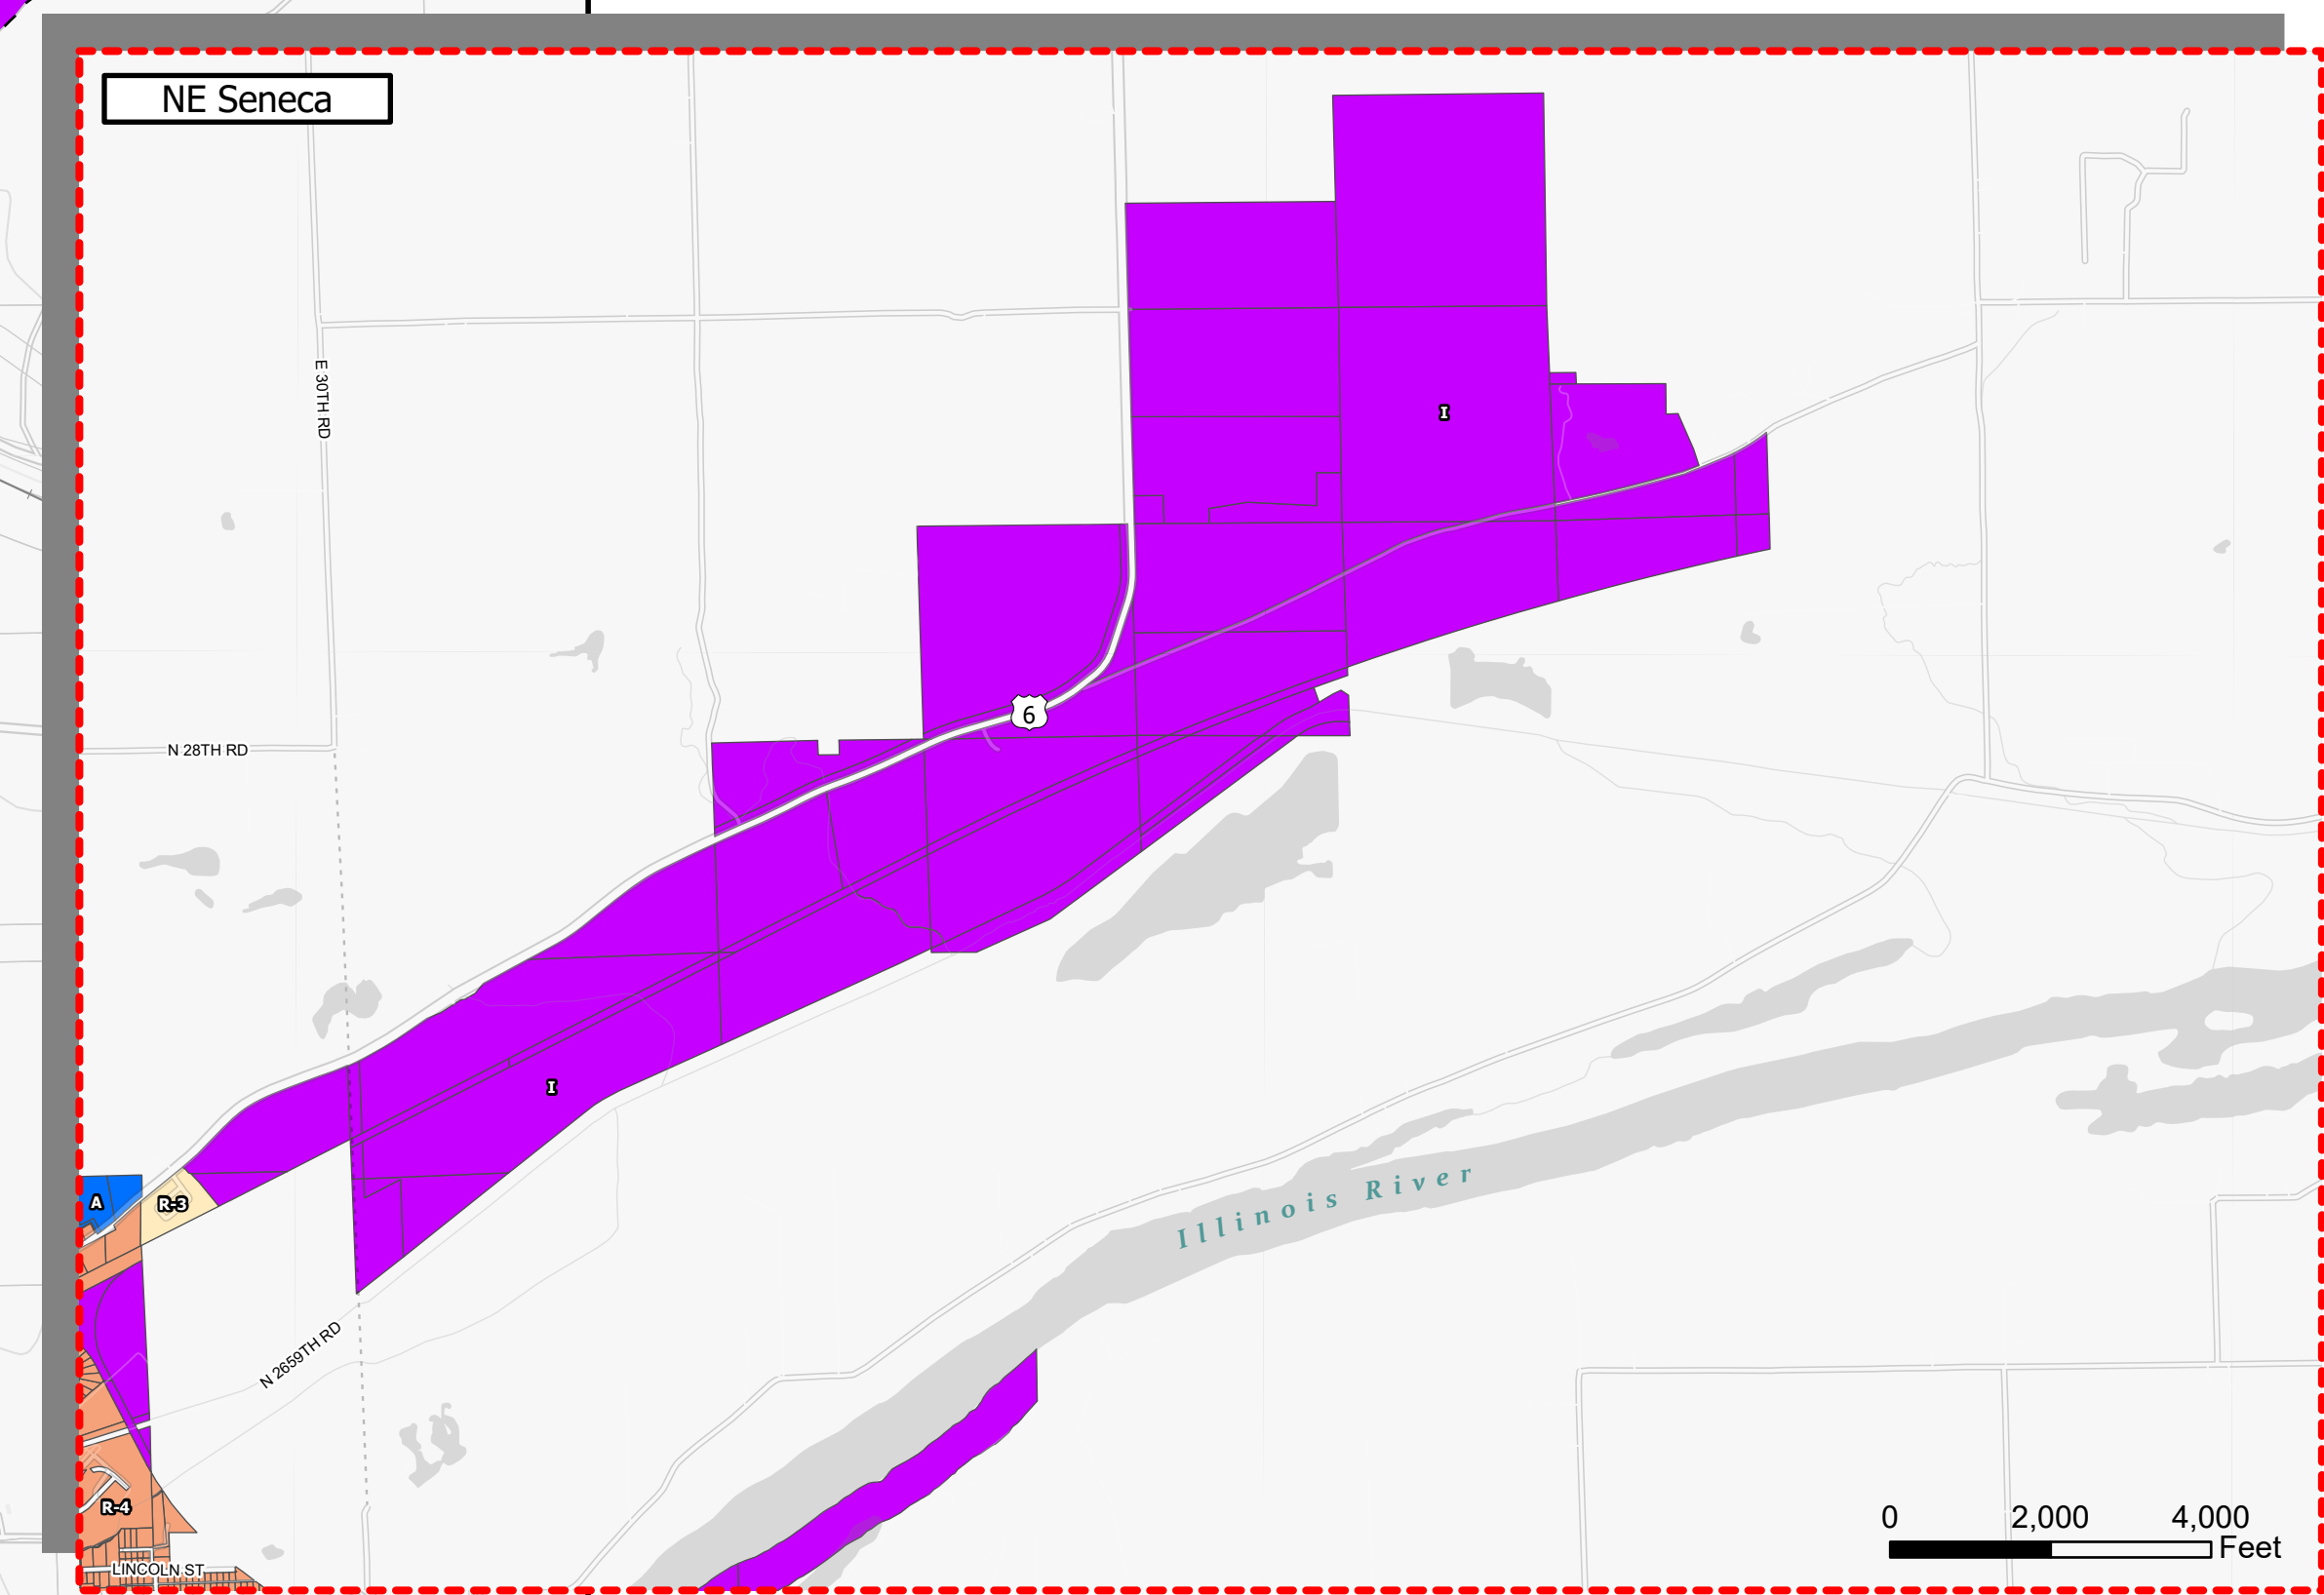 NE Seneca
E 30TH RD
I
6
N 28TH RD
I
A
R-3
Illinois River
N 2659TH RD
R-4
LINCOLN ST
0 2,000 4,000
Feet